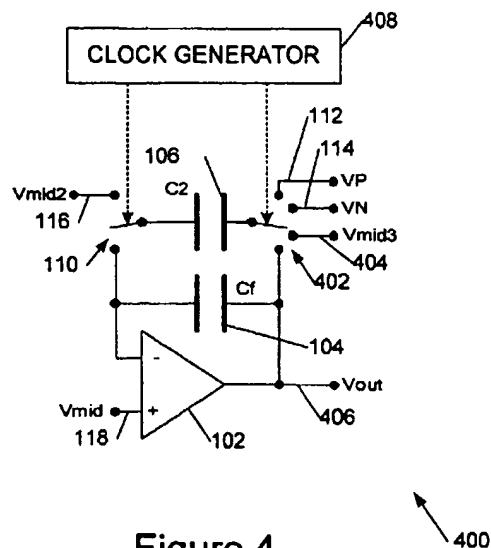 408
CLOCK GENERATOR
112
106
114
C2
VP
Vmid2
VN
116
Vmid3
404
110
402
Cf
104
-
Vout
Vmid
+
406
118
102
Figure 4
400